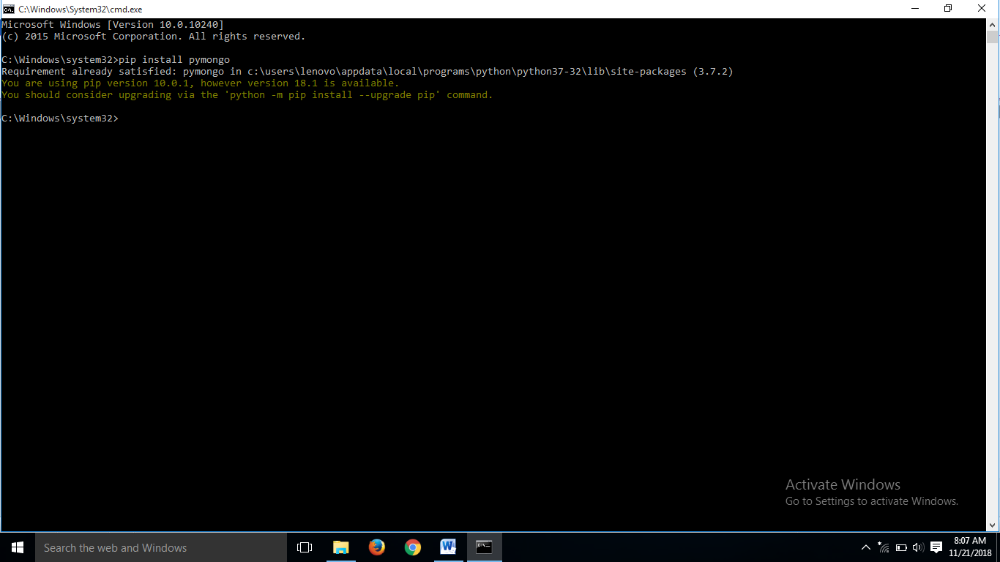 C:\Windows\System32\cmd.exe
Microsoft Windows [Version 10.0.10240]
(c) 2015 Microsoft Corporation. All rights reserved.
C:\Windows\system32>pip install pymongo
Requirement already satisfied: pymongo in c:\users\lenovo\appdata\local\programs\python\python37-32\lib\site-packages (3.7.2)
You are using pip version 10.0.1, however version 18.1 is available.
You should consider upgrading via the 'python -m pip install --upgrade pip' command.
C:\Windows\system32>
Activate Windows
Go to Settings to activate Windows.
Search the web and Windows
8:07 AM
11/21/2018